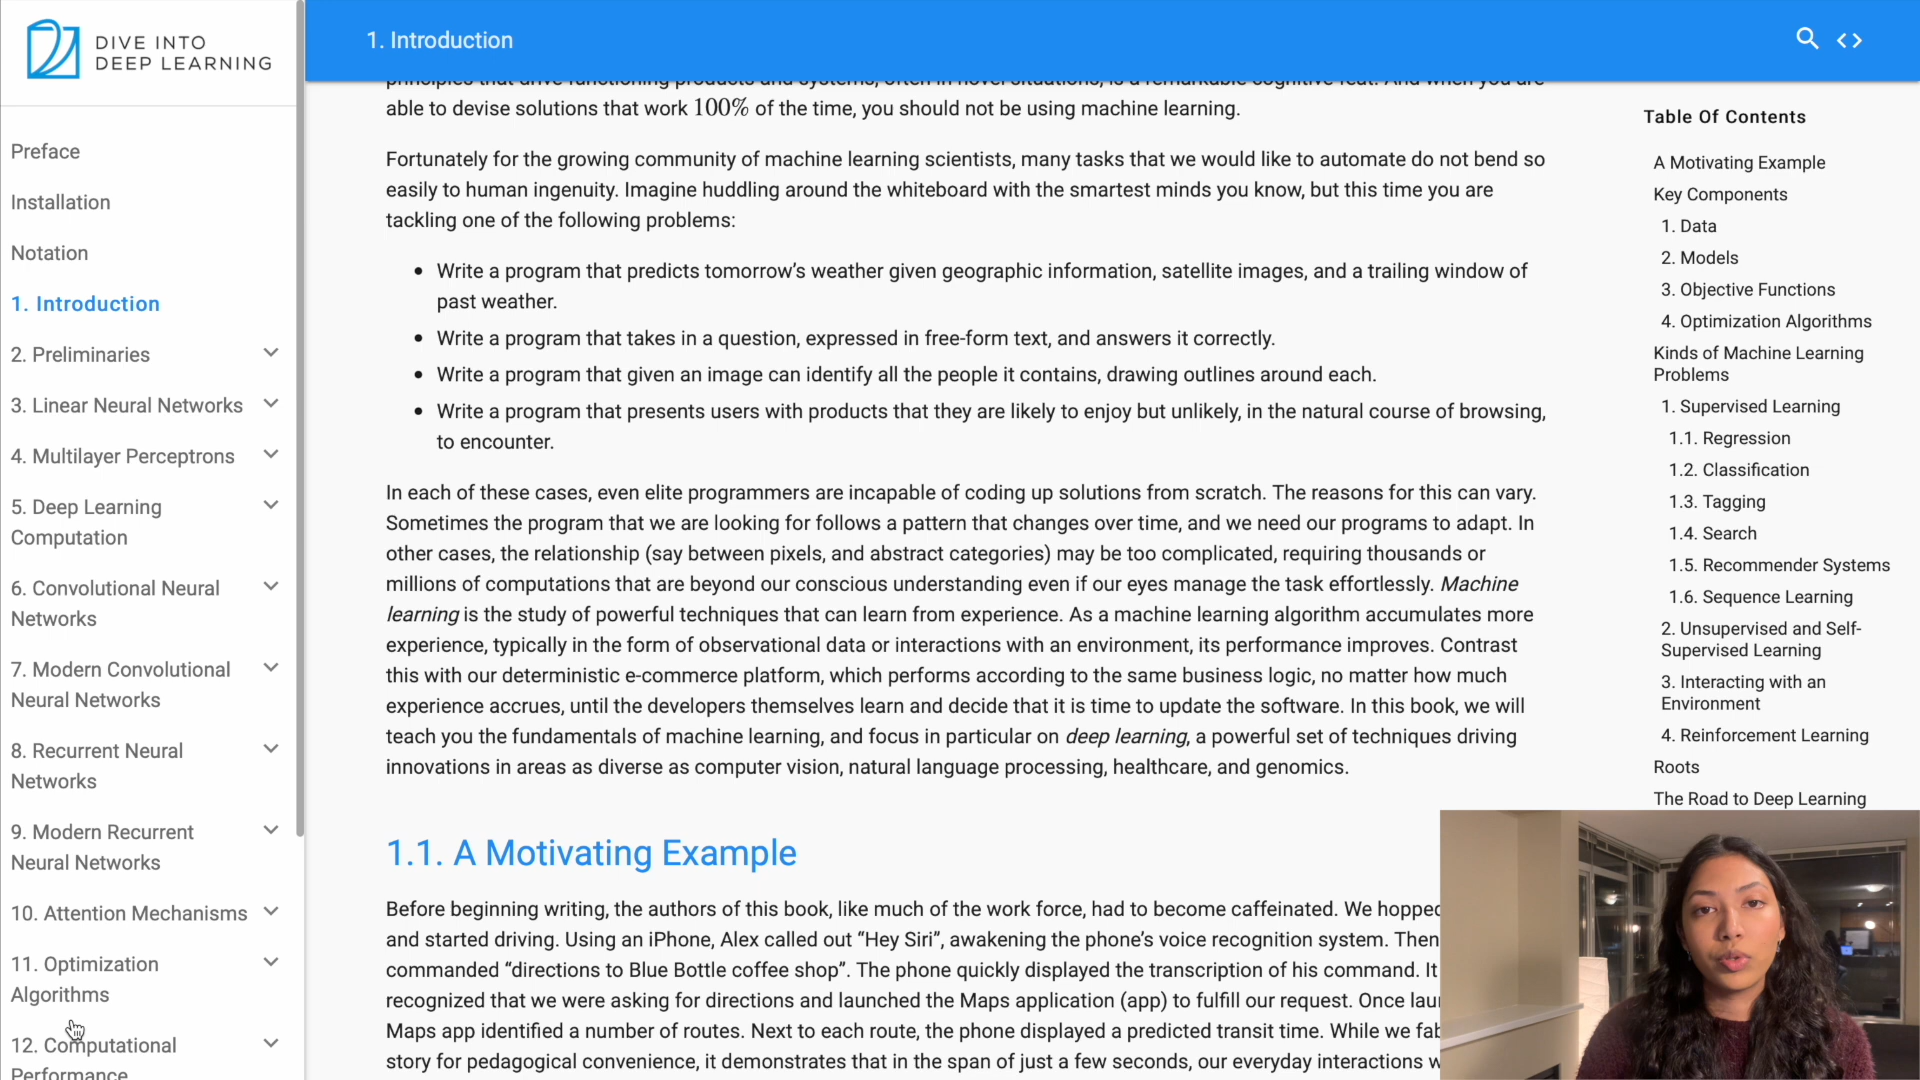 DIVE INTO
DEEP LEARNING
1. Introduction
Preface
Installation
Notation
1. Introduction
2. Preliminaries
3. Linear Neural Networks
4. Multilayer Perceptrons
5. Deep Learning
Computation
6. Convolutional Neural
Networks
7. Modern Convolutional
Neural Networks
8. Recurrent Neural
Networks
9. Modern Recurrent
Neural Networks
10. Attention Mechanisms
11. Optimization
Algorithms
12. Computational
Performance
principles that drive functioning products and systems, often in novel situations, is a remarkable cognitive feat. And when you are
able to devise solutions that work 100% of the time, you should not be using machine learning.
Fortunately for the growing community of machine learning scientists, many tasks that we would like to automate do not bend so
easily to human ingenuity. Imagine huddling around the whiteboard with the smartest minds you know, but this time you are
tackling one of the following problems:
• Write a program that predicts tomorrow’s weather given geographic information, satellite images, and a trailing window of
past weather.
• Write a program that takes in a question, expressed in free-form text, and answers it correctly.
• Write a program that given an image can identify all the people it contains, drawing outlines around each.
• Write a program that presents users with products that they are likely to enjoy but unlikely, in the natural course of browsing,
to encounter.
In each of these cases, even elite programmers are incapable of coding up solutions from scratch. The reasons for this can vary.
Sometimes the program that we are looking for follows a pattern that changes over time, and we need our programs to adapt. In
other cases, the relationship (say between pixels, and abstract categories) may be too complicated, requiring thousands or
millions of computations that are beyond our conscious understanding even if our eyes manage the task effortlessly. Machine
learning is the study of powerful techniques that can learn from experience. As a machine learning algorithm accumulates more
experience, typically in the form of observational data or interactions with an environment, its performance improves. Contrast
this with our deterministic e-commerce platform, which performs according to the same business logic, no matter how much
experience accrues, until the developers themselves learn and decide that it is time to update the software. In this book, we will
teach you the fundamentals of machine learning, and focus in particular on deep learning, a powerful set of techniques driving
innovations in areas as diverse as computer vision, natural language processing, healthcare, and genomics.
1.1. A Motivating Example
Before beginning writing, the authors of this book, like much of the work force, had to become caffeinated. We hopped
and started driving. Using an iPhone, Alex called out “Hey Siri”, awakening the phone’s voice recognition system. Then
commanded “directions to Blue Bottle coffee shop”. The phone quickly displayed the transcription of his command. It
recognized that we were asking for directions and launched the Maps application (app) to fulfill our request. Once
Maps app identified a number of routes. Next to each route, the phone displayed a predicted transit time. While we
story for pedagogical convenience, it demonstrates that in the span of just a few seconds, our everyday interactions
Table Of Contents
A Motivating Example
Key Components
1. Data
2. Models
3. Objective Functions
4. Optimization Algorithms
Kinds of Machine Learning
Problems
1. Supervised Learning
1.1. Regression
1.2. Classification
1.3. Tagging
1.4. Search
1.5. Recommender Systems
1.6. Sequence Learning
2. Unsupervised and Self-
Supervised Learning
3. Interacting with an
Environment
4. Reinforcement Learning
Roots
The Road to Deep Learning